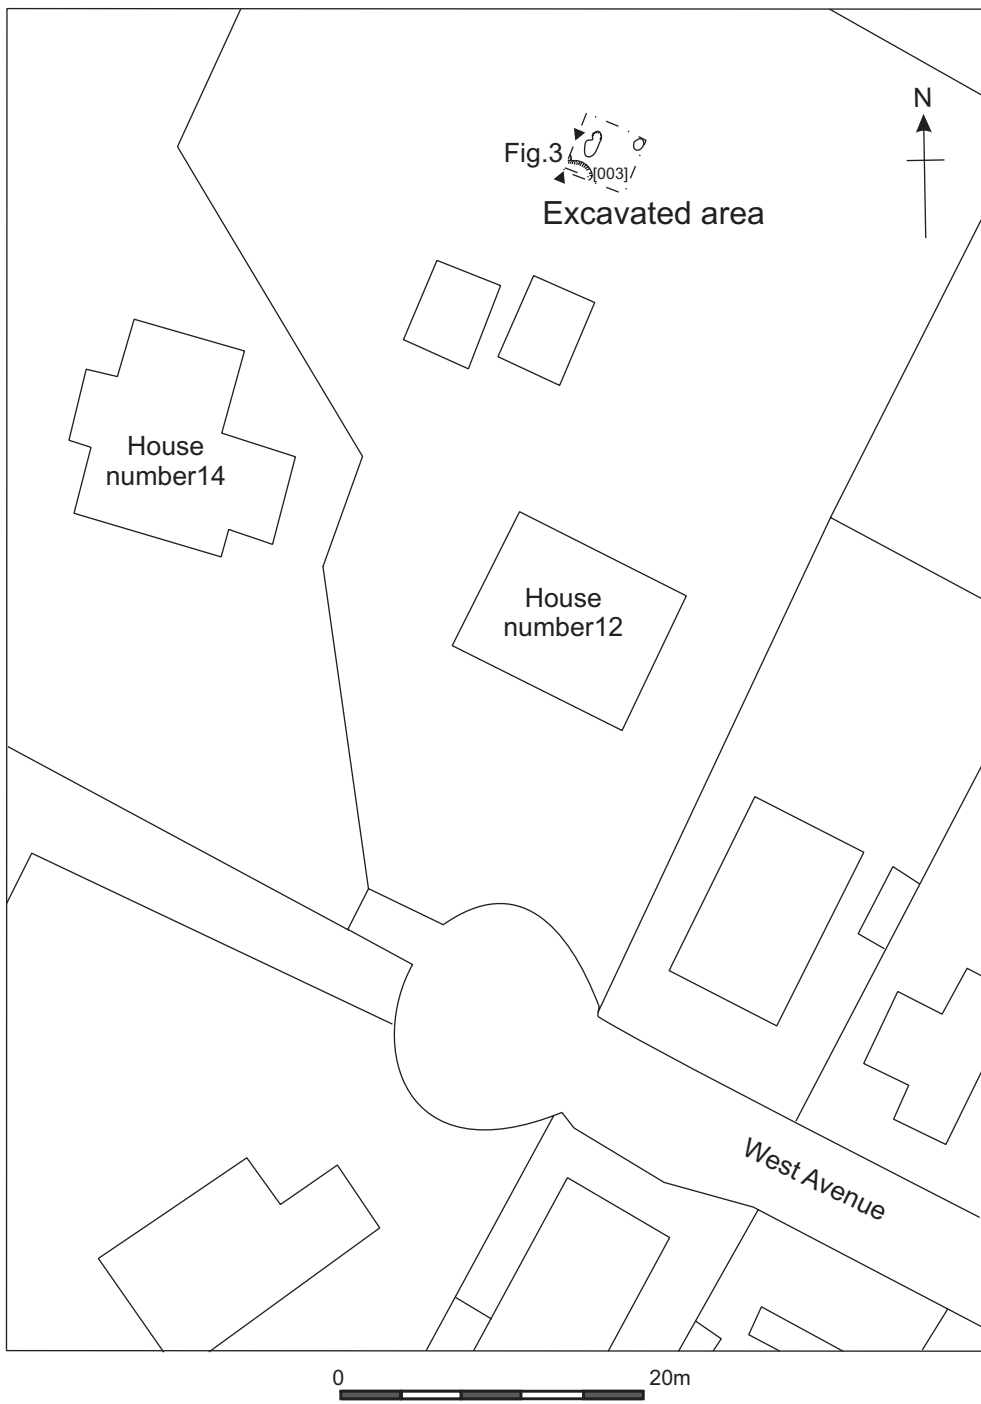 N
Fig.3
[003]
Excavated area
House
number14
House
number12
West Avenue
0
20m